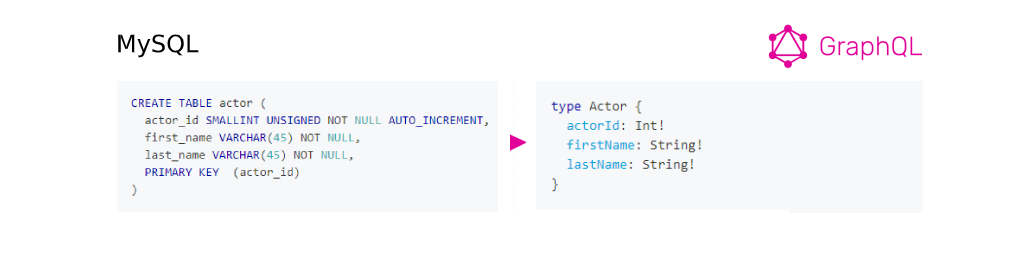 MySQL
GraphQL
CREATE TABLE actor (
  actor_id SMALLINT UNSIGNED NOT NULL AUTO_INCREMENT,
  first_name VARCHAR(45) NOT NULL,
  last_name VARCHAR(45) NOT NULL,
  PRIMARY KEY  (actor_id)
)
type Actor {
  actorId: Int!
  firstName: String!
  lastName: String!
}